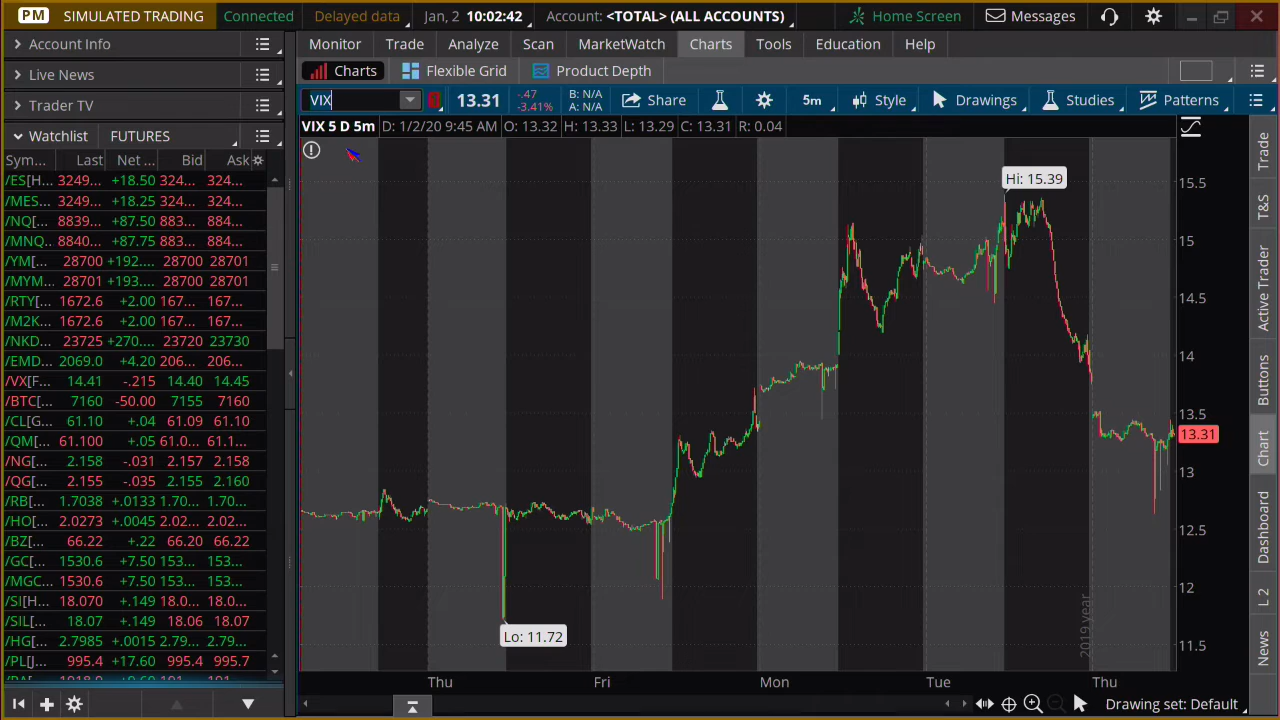 PM SIMULATED TRADING Connected Delayed data Jan, 2 10:02:42 Account: <TOTAL> (ALL ACCOUNTS) Home Screen Messages
Account Info
Live News
Trader TV
Watchlist FUTURES
Sym... Last Net ... Bid Ask
/ES[H... 3249... +18.50 324... 324...
/MES... 3249... +18.25 324... 324...
/NQ[... 8839... +87.50 883... 884...
/MNQ... 8840... +87.75 883... 884...
/YM[... 28700 +192.... 28700 28701
/MYM... 28701 +193.... 28700 28701
/RTY[... 1672.6 +2.00 167... 167...
/M2K... 1672.6 +2.00 167... 167...
/NKD... 23725 +270.... 23720 23730
/EMD... 2069.0 +4.20 206... 206...
/VX[F... 14.41 -.215 14.40 14.45
/BTC[... 7160 -50.00 7155 7160
/CL[G... 61.10 +.04 61.09 61.10
/QM[... 61.100 +.05 61.09 61.1...
/NG[... 2.158 -.031 2.157 2.158
/QG[... 2.155 -.035 2.155 2.160
/RB[... 1.7038 +.0133 1.70... 1.70...
/HO[... 2.0273 +.0045 2.02... 2.02...
/BZ[... 66.22 +.22 66.20 66.22
/GC[... 1530.6 +7.50 153... 153...
/MGC... 1530.6 +7.50 153... 153...
/SI[H... 18.070 +.149 18.0... 18.0...
/SIL[... 18.07 +.149 18.06 18.07
/HG[... 2.7985 +.0015 2.79... 2.79...
/PL[J... 995.4 +17.60 995.4 995.7
Monitor Trade Analyze Scan MarketWatch Charts Tools Education Help
Charts Flexible Grid Product Depth
VIX 13.31 -.47 B: N/A Share 5m Style Drawings Studies Patterns
-3.41% A: N/A
VIX 5 D 5m D: 1/2/20 9:45 AM O: 13.32 H: 13.33 L: 13.29 C: 13.31 R: 0.04
Hi: 15.39
15.5
15
14.5
14
13.5
13.31
13
12.5
12
11.5
Lo: 11.72
2019 year
Thu Fri Mon Tue Thu
Drawing set: Default
Trade
T&S
Active Trader
Buttons
Chart
Dashboard
L 2
News